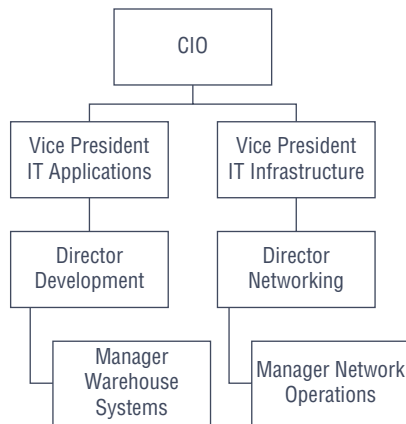 CIO
Vice President
IT Applications
Vice President
IT Infrastructure
Director
Development
Director
Networking
Manager
Warehouse
Systems
Manager Network
Operations